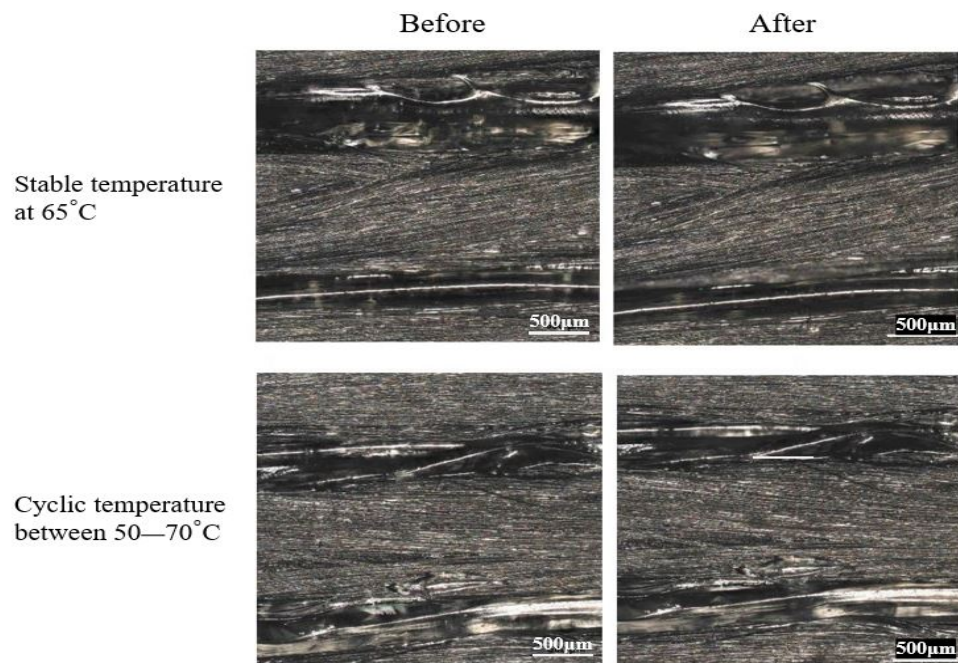 Before
After
Stable temperature
at 65°C
500µm
500µm
Cyclic temperature
between 50—70°C
500µm
500µm